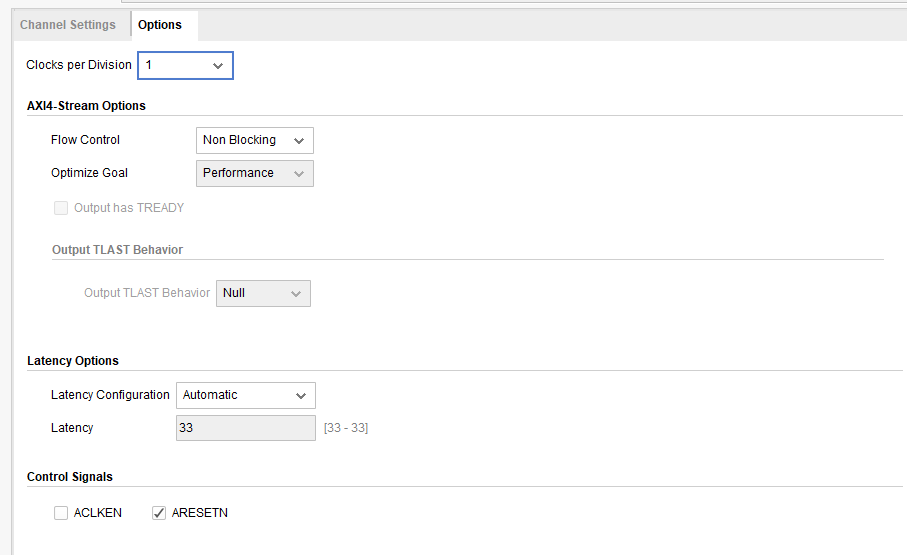 Channel Settings Options
Clocks per Division 1
AXI4-Stream Options
Flow Control Non Blocking
Optimize Goal Performance
Output has TREADY
Output TLAST Behavior
Output TLAST Behavior Null
Latency Options
Latency Configuration Automatic
Latency 33 [33 - 33]
Control Signals
ACLKEN ARESETN